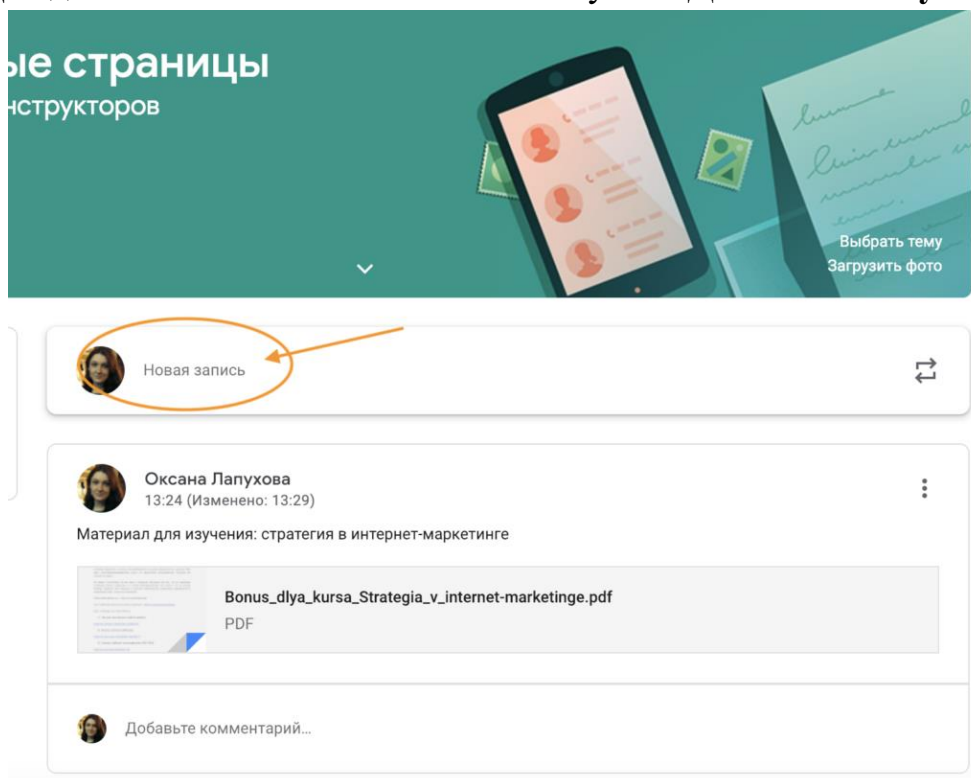 ые страницы
нструкторов
Выбрать тему
Загрузить фото
Новая запись
Оксана Лапухова
13:24 (Изменено: 13:29)
Материал для изучения: стратегия в интернет-маркетинге
Bonus_dlya_kursa_Strategia_v_internet-marketinge.pdf
PDF
Добавьте комментарий...